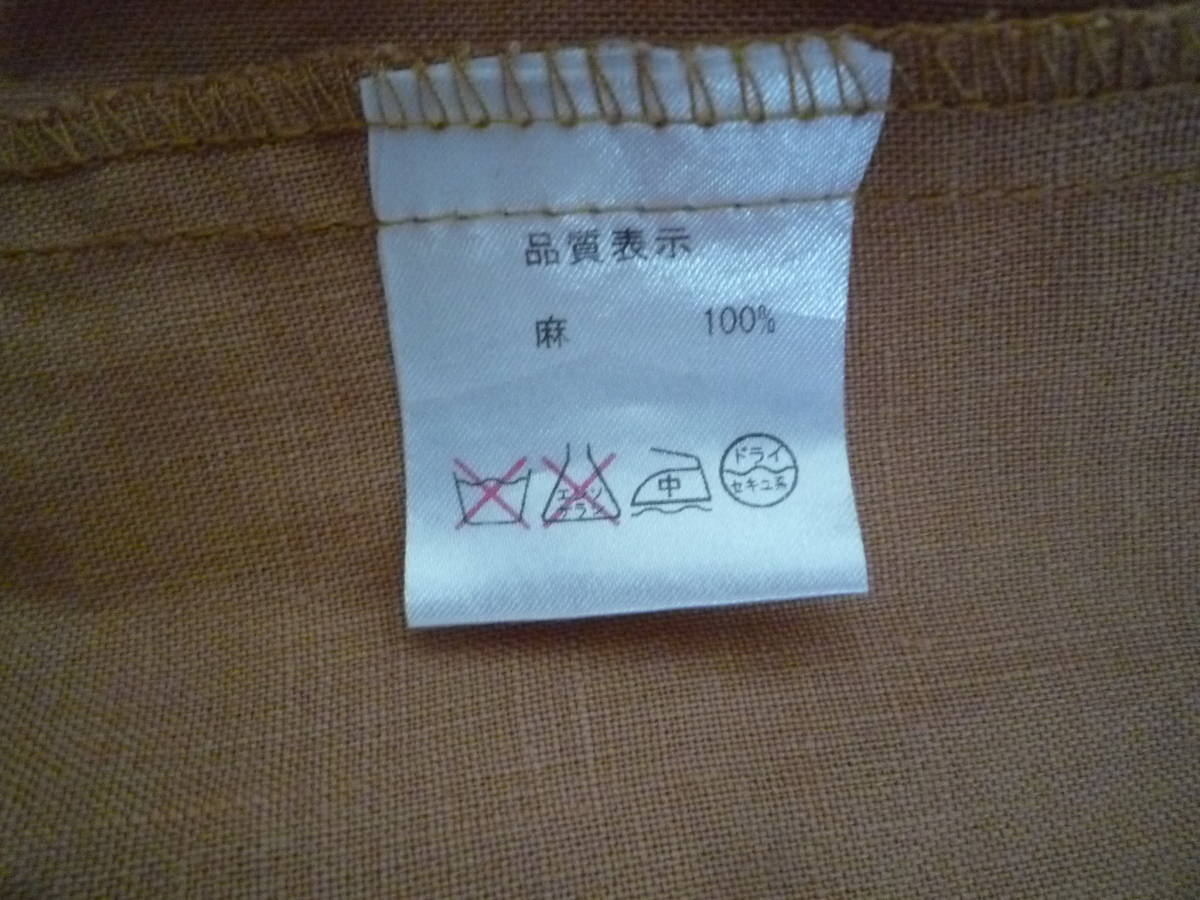 品質表示
麻 100%
エンソ
サラシ
中
ドライ
セキユ系